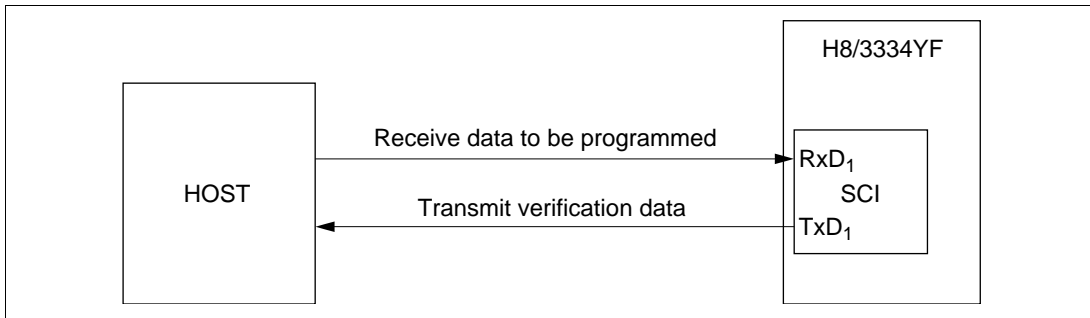 H8/3334YF
Receive data to be programmed
RxD₁
HOST
SCI
Transmit verification data
TxD₁